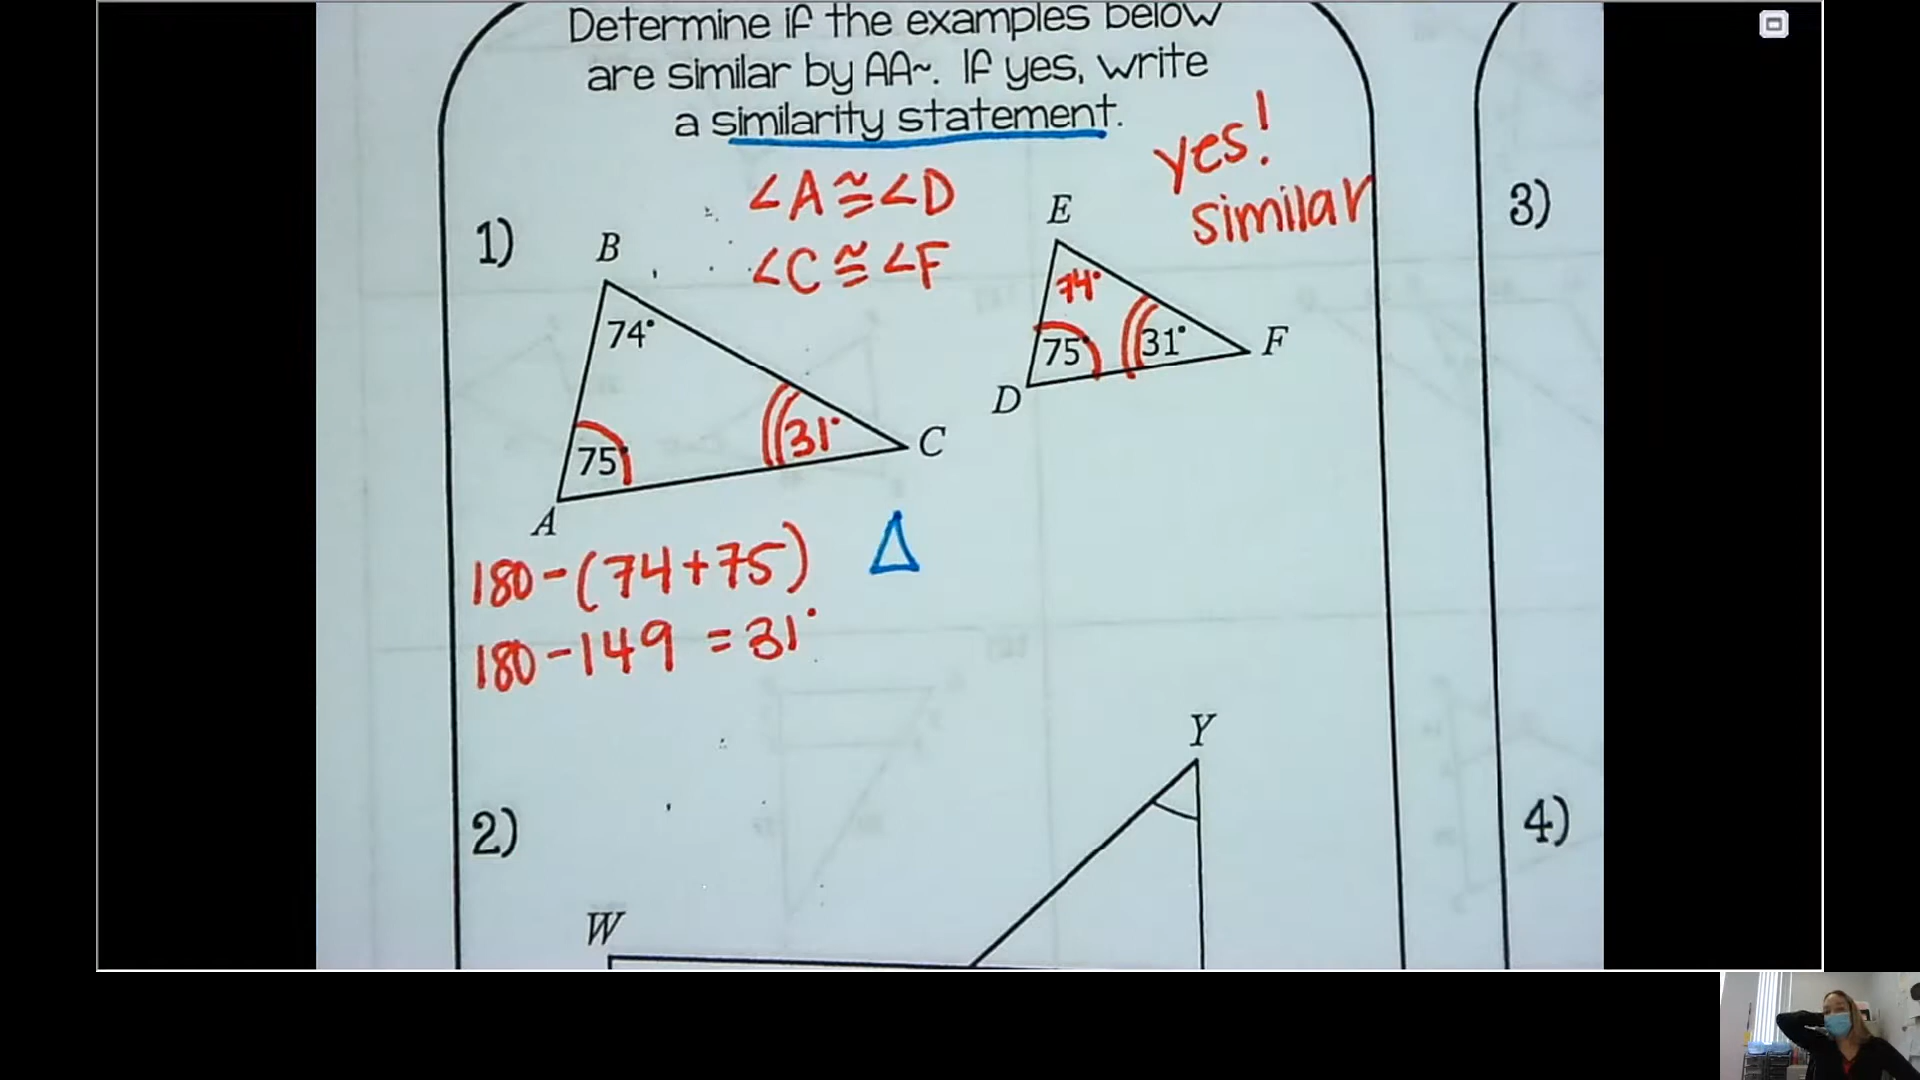 Determine if the examples below
are similar by AA~. If yes, write
a similarity statement.
yes!
similar
∠A ≅ ∠D
∠C ≅ ∠F
1)
B
74°
75°
31°
A
C
E
74°
75°
31°
D
F
180-(74+75)
Δ
180-149 = 31°
2)
W
Y
3)
4)